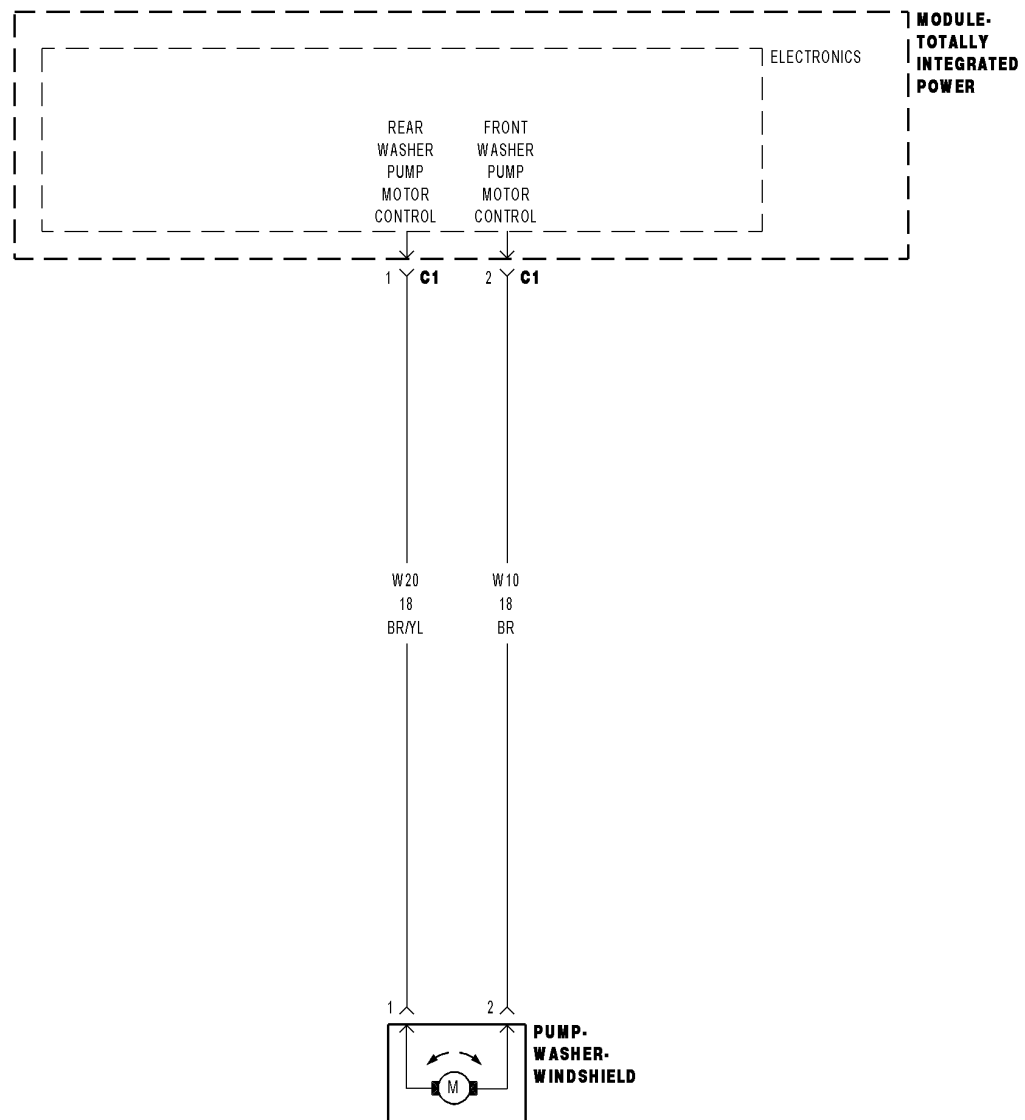 MODULE-
TOTALLY
INTEGRATED
POWER
ELECTRONICS
REAR
WASHER
PUMP
MOTOR
CONTROL
FRONT
WASHER
PUMP
MOTOR
CONTROL
1 C1
2 C1
W20
18
BR/YL
W10
18
BR
1
2
PUMP-
WASHER-
WINDSHIELD
M